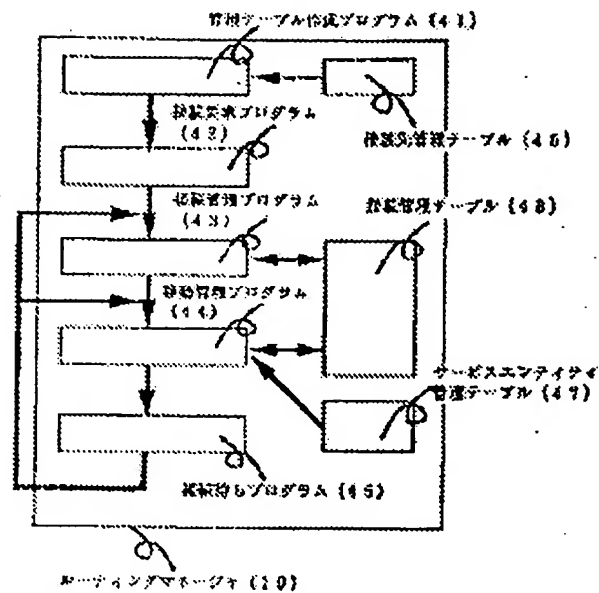 管理テーブル作成プログラム (41)
接続要求プログラム
(42)
接続先管理テーブル (46)
接続管理プログラム
(43)
接続管理テーブル (48)
移動管理プログラム
(44)
サービスエンティティ
管理テーブル (47)
接続待ちプログラム (45)
ルーティングマネージャ (10)